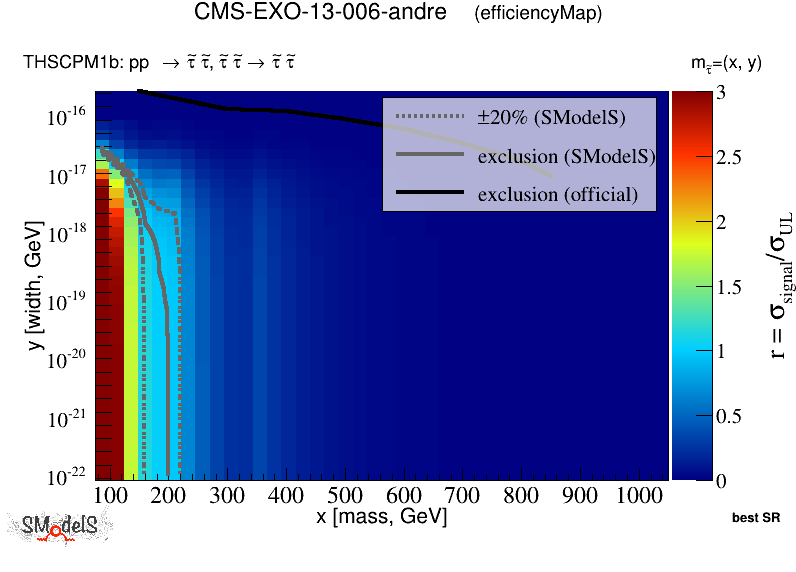 CMS-EXO-13-006-andre (efficiencyMap)
THSCPM1b: pp → τ̃ τ̃, τ̃ τ̃ → τ̃ τ̃
m_τ̃=(x, y)
±20% (SModelS)
exclusion (SModelS)
exclusion (official)
y [width, GeV]
10^-16
10^-17
10^-18
10^-19
10^-20
10^-21
10^-22
100 200 300 400 500 600 700 800 900 1000
x [mass, GeV]
3
2.5
2
1.5
1
0.5
0
r = σ_signal/σ_UL
best SR
SModelS